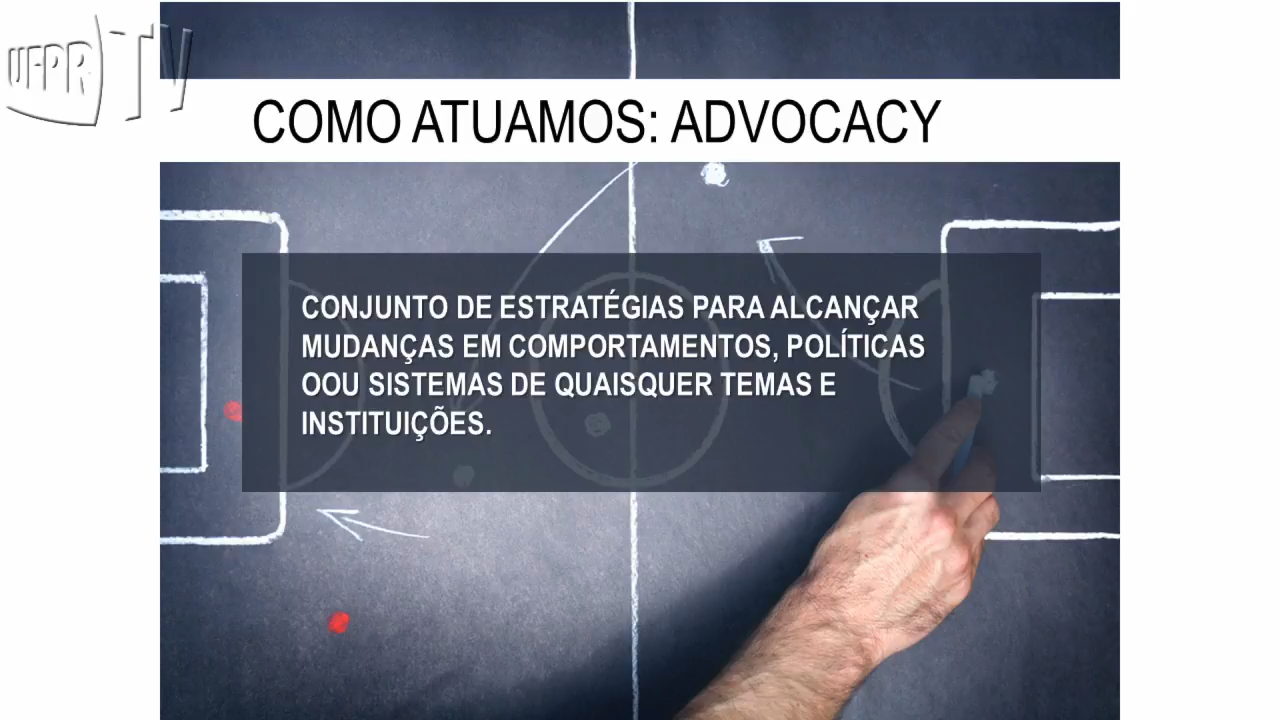 UFPR TV
COMO ATUAMOS: ADVOCACY
CONJUNTO DE ESTRATÉGIAS PARA ALCANÇAR
MUDANÇAS EM COMPORTAMENTOS, POLÍTICAS
OOU SISTEMAS DE QUAISQUER TEMAS E
INSTITUIÇÕES.